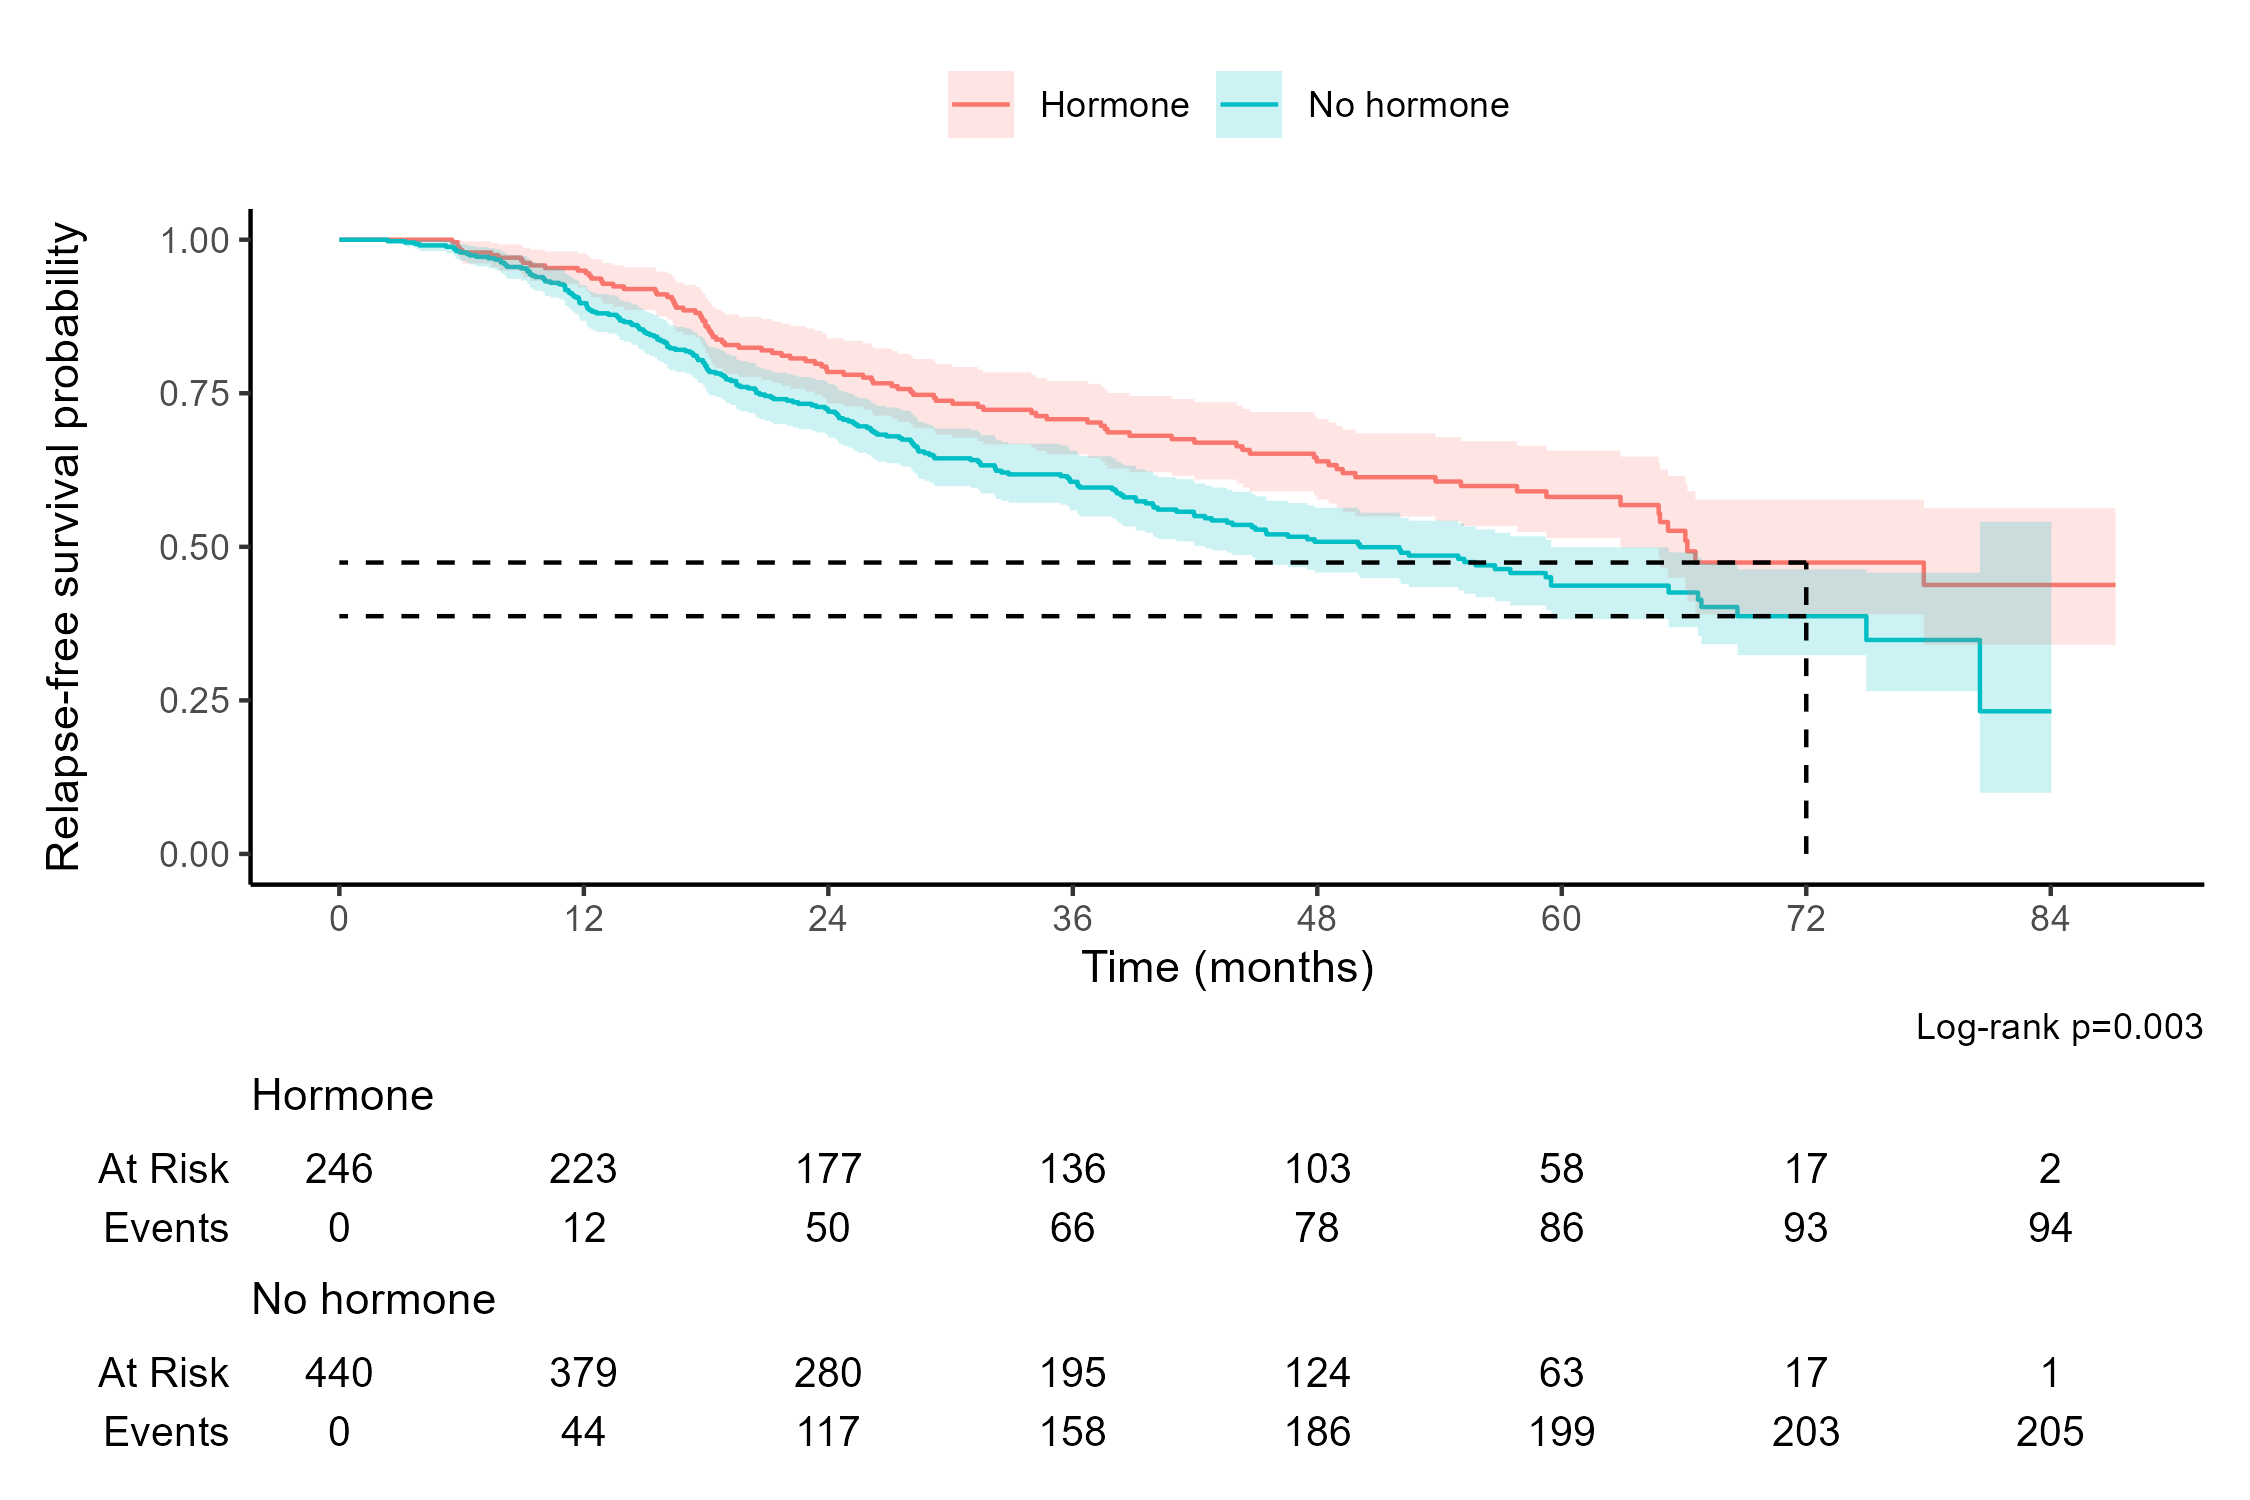 Hormone No hormone
Relapse-free survival probability
1.00
0.75
0.50
0.25
0.00
0 12 24 36 48 60 72 84
Time (months)
Log-rank p=0.003
Hormone
At Risk 246 223 177 136 103 58 17 2
Events 0 12 50 66 78 86 93 94
No hormone
At Risk 440 379 280 195 124 63 17 1
Events 0 44 117 158 186 199 203 205